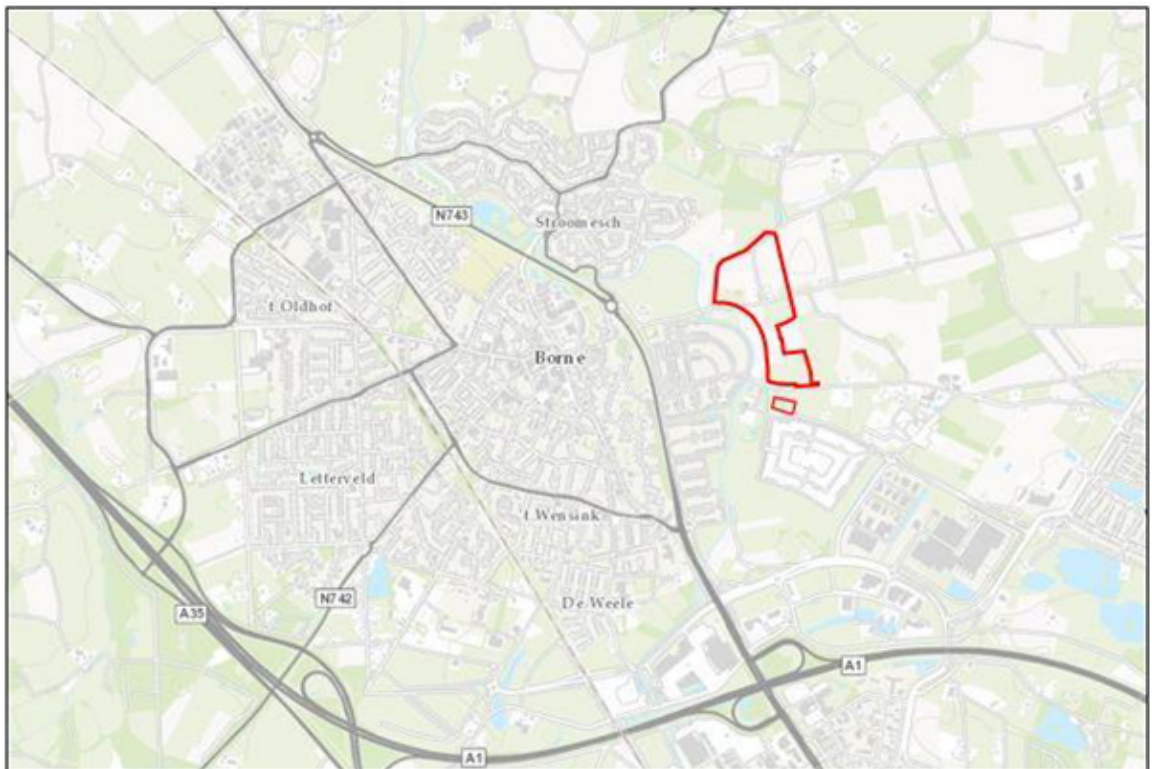 N743
Stroomesch
t Oldhof
Borne
Letterveld
't Wensink
N742
De Weele
A35
A1
A1